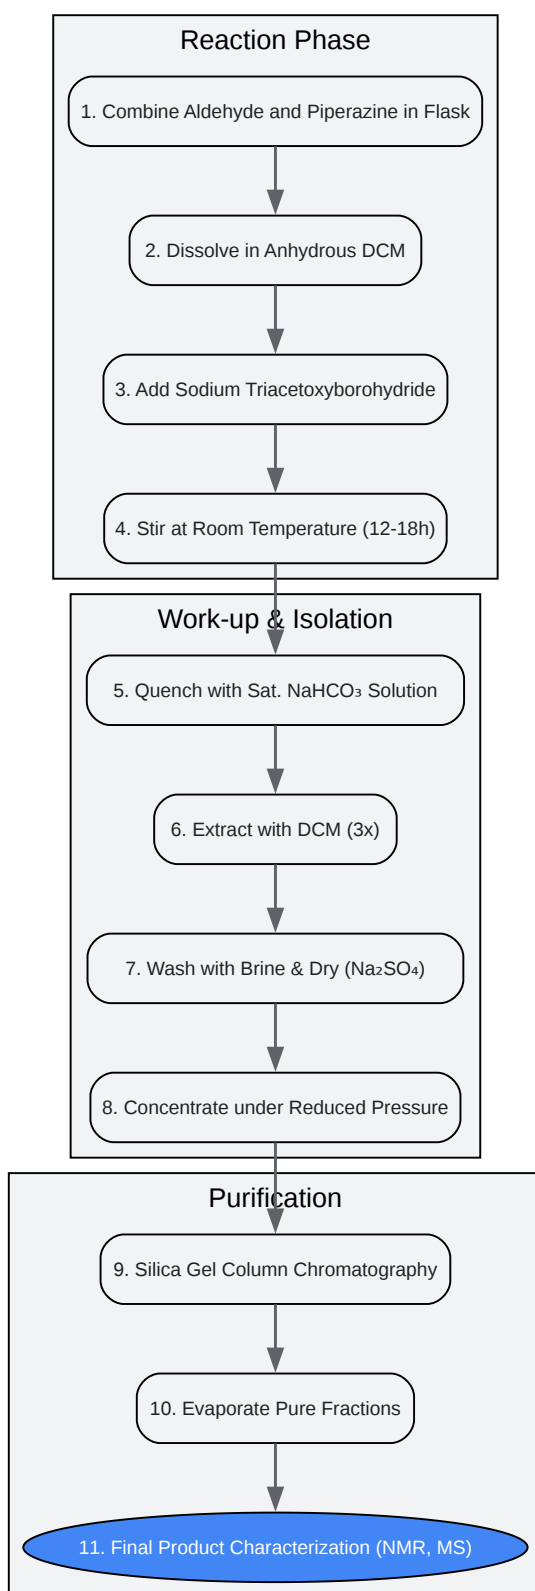 Reaction Phase
1. Combine Aldehyde and Piperazine in Flask
2. Dissolve in Anhydrous DCM
3. Add Sodium Triacetoxyborohydride
4. Stir at Room Temperature (12-18h)
Work-up & Isolation
5. Quench with Sat. NaHCO₃ Solution
6. Extract with DCM (3x)
7. Wash with Brine & Dry (Na₂SO₄)
8. Concentrate under Reduced Pressure
Purification
9. Silica Gel Column Chromatography
10. Evaporate Pure Fractions
11. Final Product Characterization (NMR, MS)